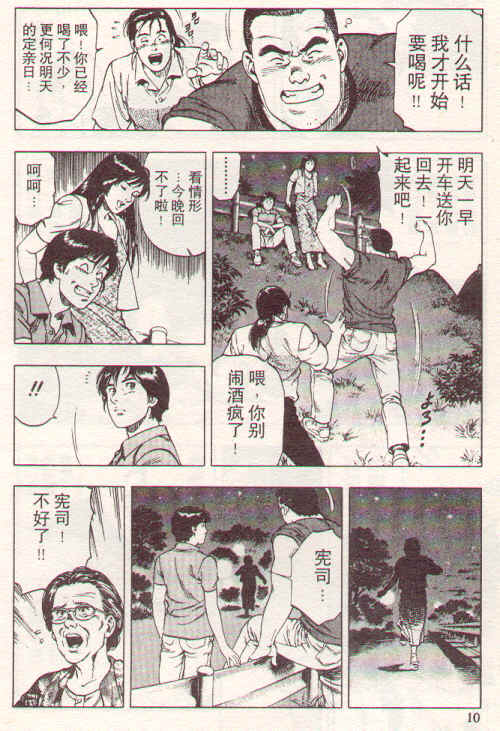 什么话！
我才开始
要喝呢!!
喂！你已经
喝了不少，
更何况明天
的定亲日…
明天一早
开车送你
回去！一
起来吧！
………
喂，你别
闹酒疯了！
よろ…
看情形
…今晚回
不了啦！
呵呵…
!!
宪司…
宪司！
不好了!!
10